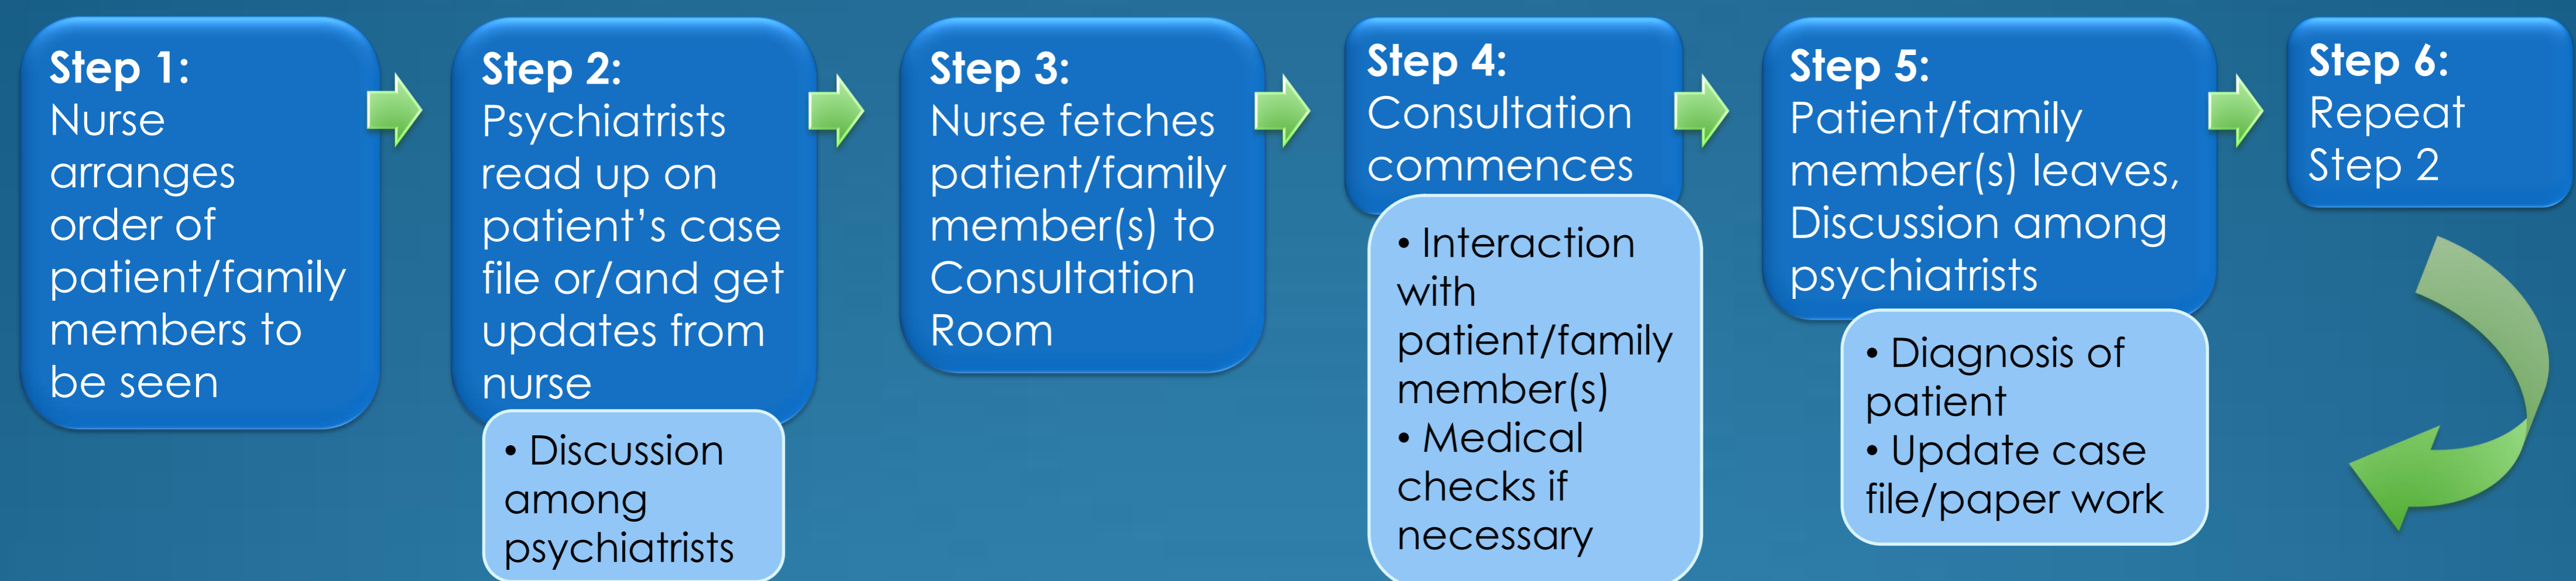 Step 1:
Nurse
arranges
order of
patient/family
members to
be seen
Step 2:
Psychiatrists
read up on
patient’s case
file or/and get
updates from
nurse
• Discussion
among
psychiatrists
Step 3:
Nurse fetches
patient/family
member(s) to
Consultation
Room
Step 4:
Consultation
commences
• Interaction
with
patient/family
member(s)
• Medical
checks if
necessary
Step 5:
Patient/family
member(s) leaves,
Discussion among
psychiatrists
• Diagnosis of
patient
• Update case
file/paper work
Step 6:
Repeat
Step 2